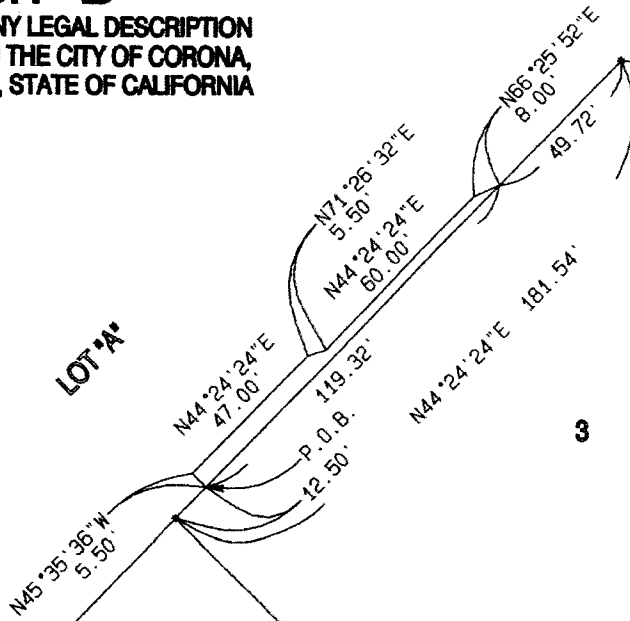 NY LEGAL DESCRIPTION
THE CITY OF CORONA,
, STATE OF CALIFORNIA
N66°25'52"E
8.00'
49.72'
N71°26'32"E
5.50'
N44°24'24"E
60.00'
N44°24'24"E 181.54'
LOT "A"
N44°24'24"E
47.00'
119.32'
3
P.O.B.
12.50'
N45°35'36"W
5.50'